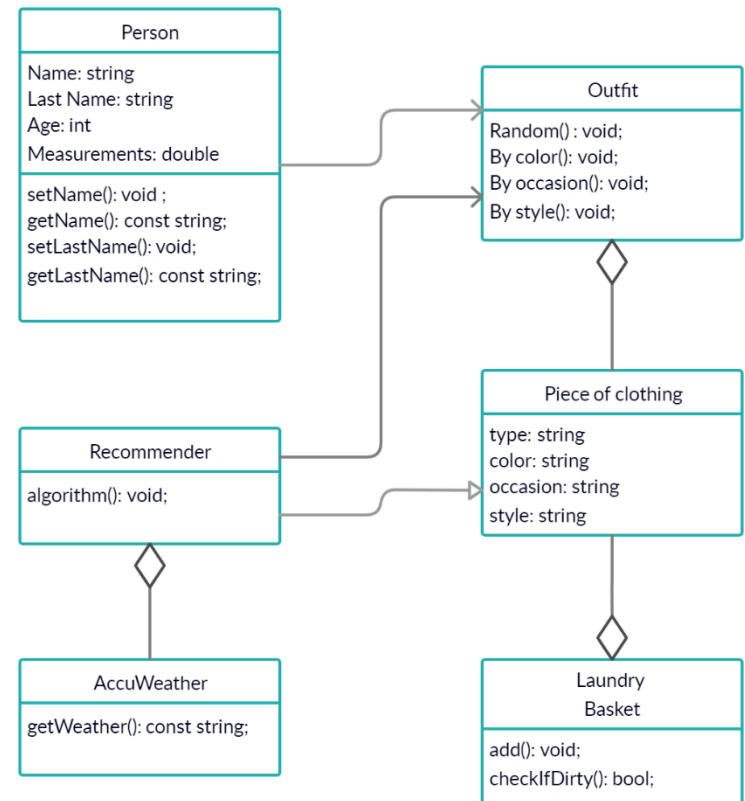 Person
Name: string
Last Name: string
Age: int
Measurements: double
setName(): void ;
getName(): const string;
setLastName(): void;
getLastName(): const string;
Outfit
Random() : void;
By color(): void;
By occasion(): void;
By style(): void;
Piece of clothing
type: string
color: string
occasion: string
style: string
Recommender
algorithm(): void;
AccuWeather
getWeather(): const string;
Laundry
Basket
add(): void;
checkIfDirty(): bool;